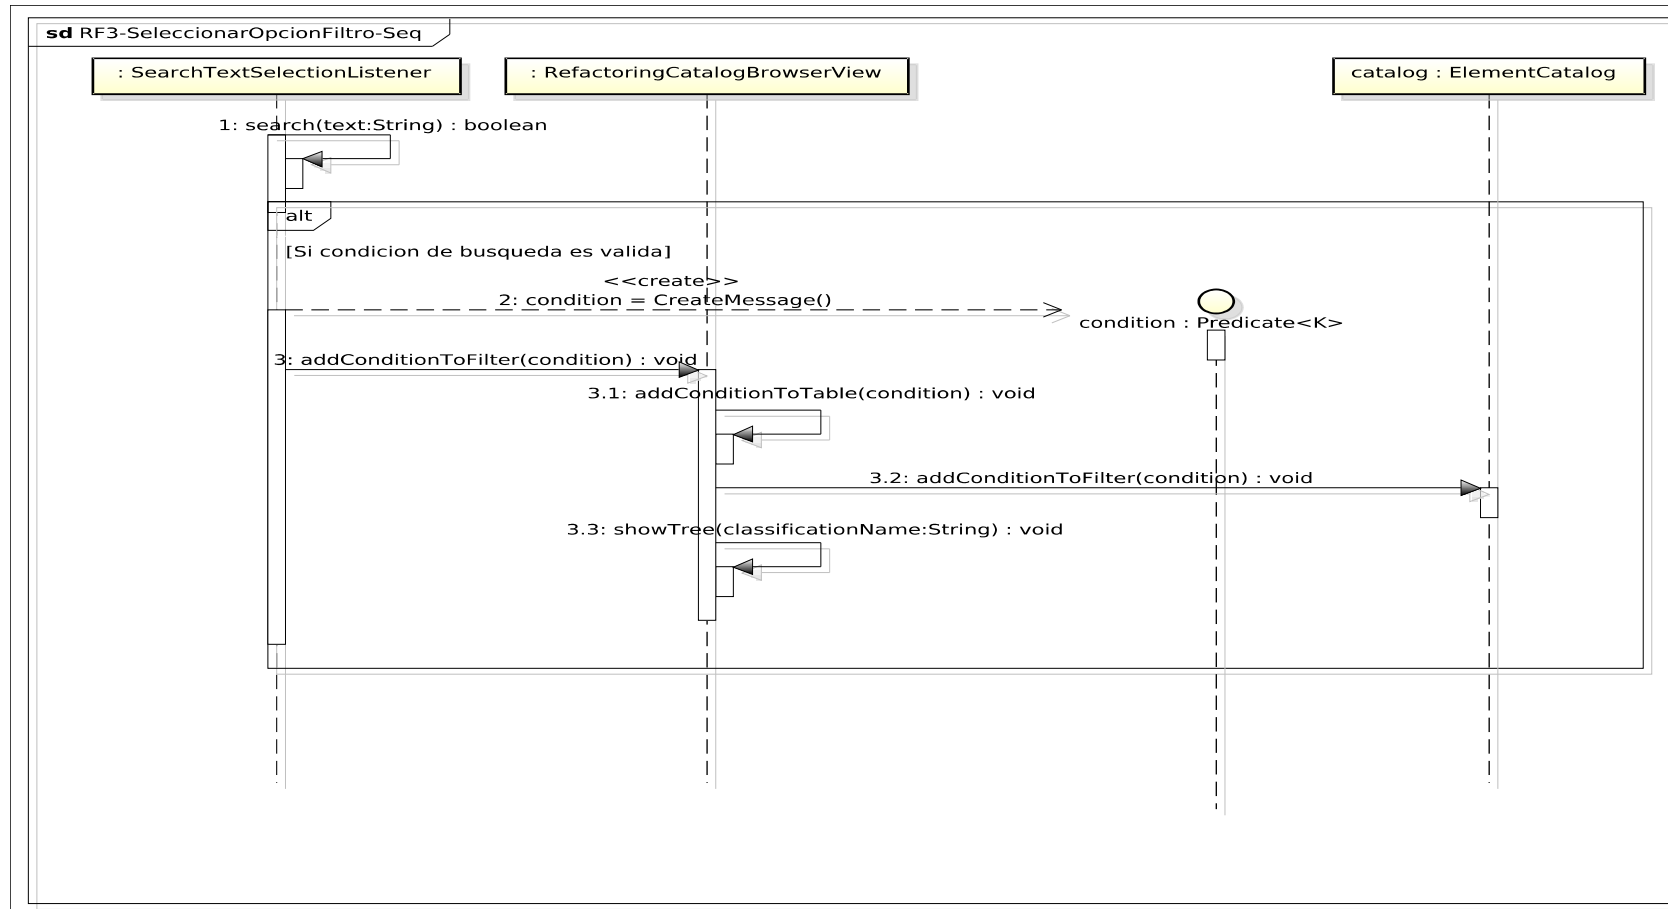 sd RF3-SeleccionarOpcionFiltro-Seq
: SearchTextSelectionListener
: RefactoringCatalogBrowserView
catalog : ElementCatalog
1: search(text:String) : boolean
alt
[Si condicion de busqueda es valida]
<<create>>
2: condition = CreateMessage()
condition : Predicate<K>
3: addConditionToFilter(condition) : void
3.1: addConditionToTable(condition) : void
3.2: addConditionToFilter(condition) : void
3.3: showTree(classificationName:String) : void